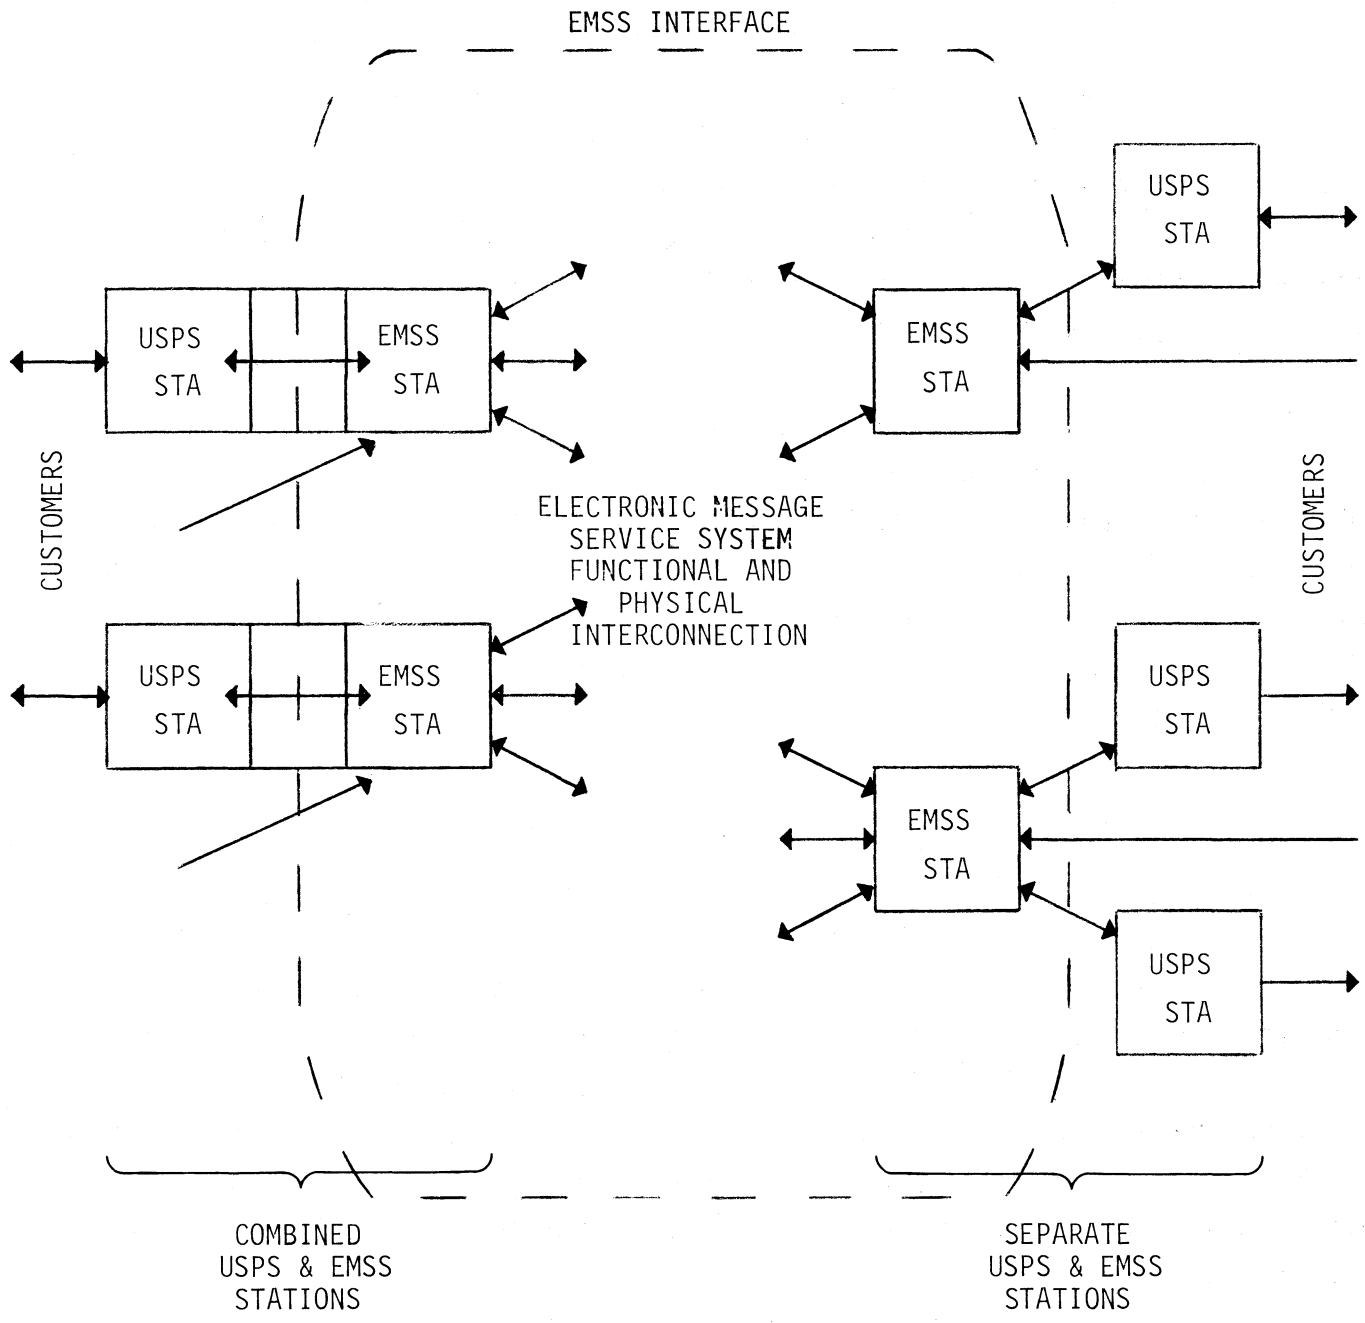 EMSS INTERFACE
USPS
STA
USPS
STA
EMSS
STA
EMSS
STA
CUSTOMERS
CUSTOMERS
ELECTRONIC MESSAGE
SERVICE SYSTEM
FUNCTIONAL AND
PHYSICAL
INTERCONNECTION
USPS
STA
EMSS
STA
USPS
STA
EMSS
STA
USPS
STA
COMBINED
USPS & EMSS
STATIONS
SEPARATE
USPS & EMSS
STATIONS